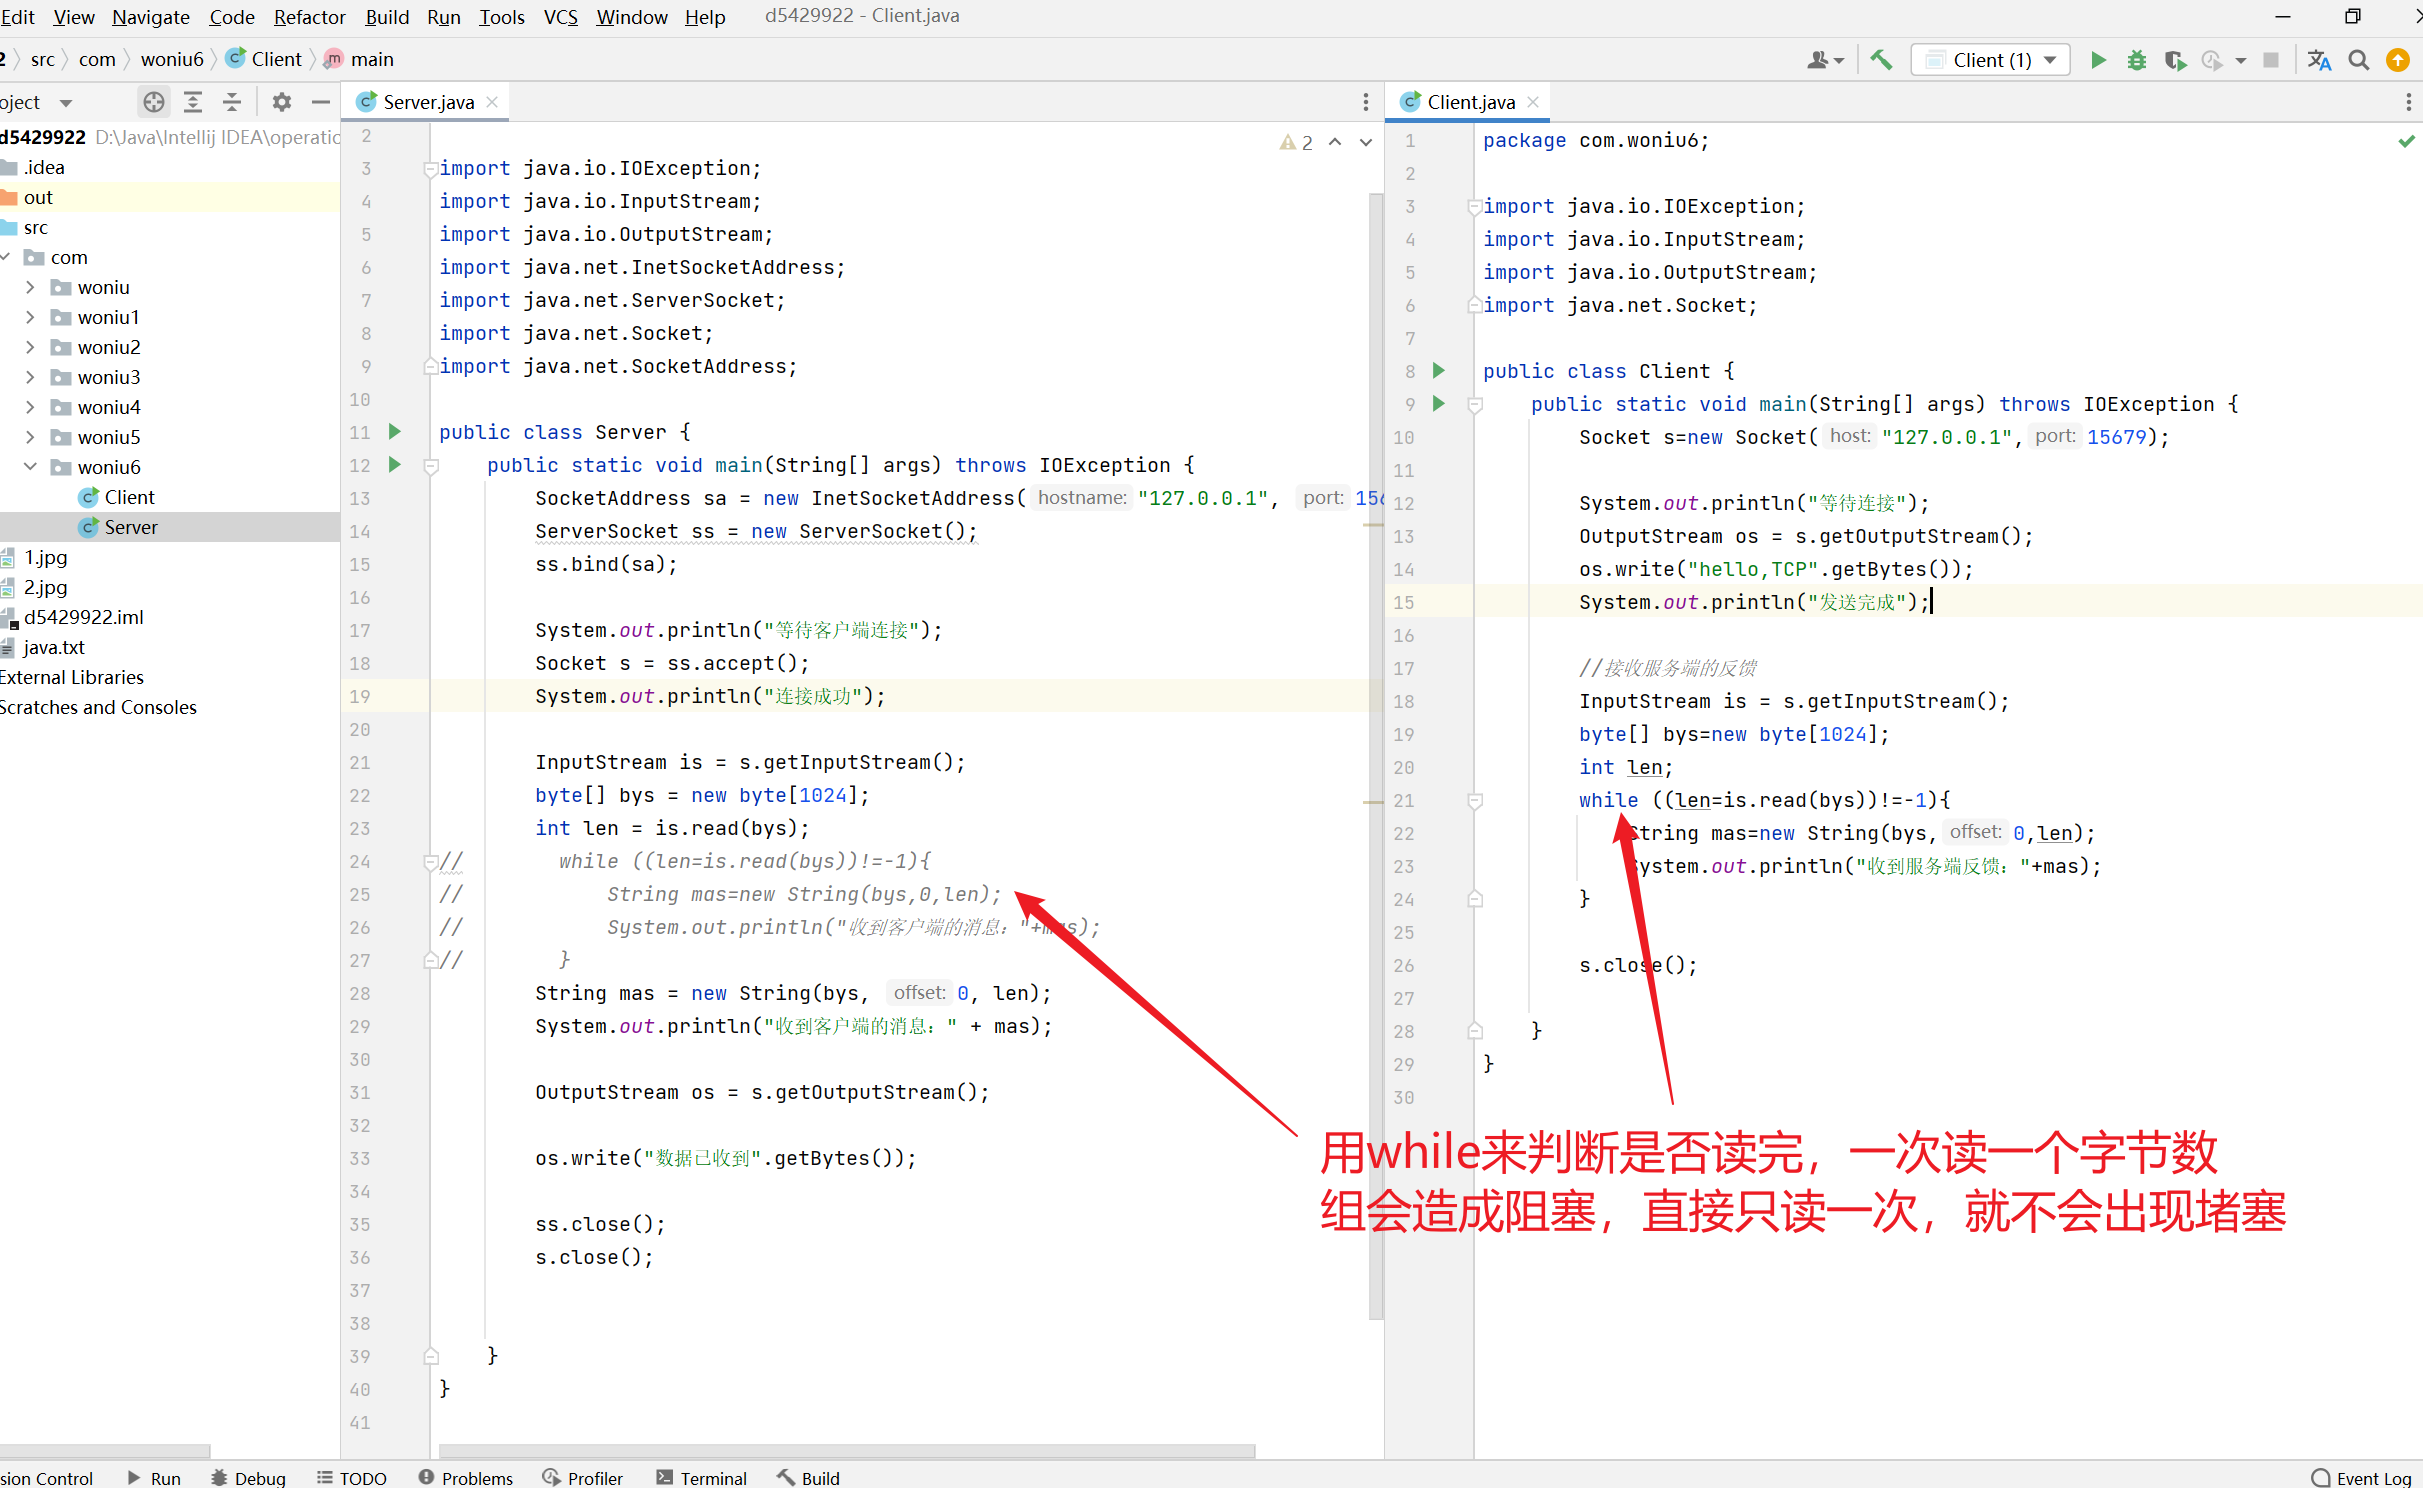 Edit View Navigate Code Refactor Build Run Tools VCS Window Help d5429922 - Client.java
src com woniu6 Client main Client (1)
oject
d5429922 D:\Java\Intellij IDEA\operatio
.idea
out
src
com
woniu
woniu1
woniu2
woniu3
woniu4
woniu5
woniu6
Client
Server
1.jpg
2.jpg
d5429922.iml
java.txt
External Libraries
Scratches and Consoles
Server.java
2
2
3 import java.io.IOException;
4 import java.io.InputStream;
5 import java.io.OutputStream;
6 import java.net.InetSocketAddress;
7 import java.net.ServerSocket;
8 import java.net.Socket;
9 import java.net.SocketAddress;
10
11 public class Server {
12 public static void main(String[] args) throws IOException {
13 SocketAddress sa = new InetSocketAddress( hostname: "127.0.0.1", port: 156
14 ServerSocket ss = new ServerSocket();
15 ss.bind(sa);
16
17 System.out.println("等待客户端连接");
18 Socket s = ss.accept();
19 System.out.println("连接成功");
20
21 InputStream is = s.getInputStream();
22 byte[] bys = new byte[1024];
23 int len = is.read(bys);
24 // while ((len=is.read(bys))!=-1){
25 // String mas=new String(bys,0,len);
26 // System.out.println("收到客户端的消息："+mas);
27 // }
28 String mas = new String(bys, offset: 0, len);
29 System.out.println("收到客户端的消息：" + mas);
30
31 OutputStream os = s.getOutputStream();
32
33 os.write("数据已收到".getBytes());
34
35 ss.close();
36 s.close();
37
38
39 }
40 }
41
Client.java
1 package com.woniu6;
2
3 import java.io.IOException;
4 import java.io.InputStream;
5 import java.io.OutputStream;
6 import java.net.Socket;
7
8 public class Client {
9 public static void main(String[] args) throws IOException {
10 Socket s=new Socket( host: "127.0.0.1", port: 15679);
11
12 System.out.println("等待连接");
13 OutputStream os = s.getOutputStream();
14 os.write("hello,TCP".getBytes());
15 System.out.println("发送完成");
16
17 //接收服务端的反馈
18 InputStream is = s.getInputStream();
19 byte[] bys=new byte[1024];
20 int len;
21 while ((len=is.read(bys))!=-1){
22 String mas=new String(bys, offset: 0,len);
23 System.out.println("收到服务端反馈："+mas);
24 }
25
26 s.close();
27
28 }
29 }
30
用while来判断是否读完，一次读一个字节数
组会造成阻塞，直接只读一次，就不会出现堵塞
sion Control Run Debug TODO Problems Profiler Terminal Build Event Log